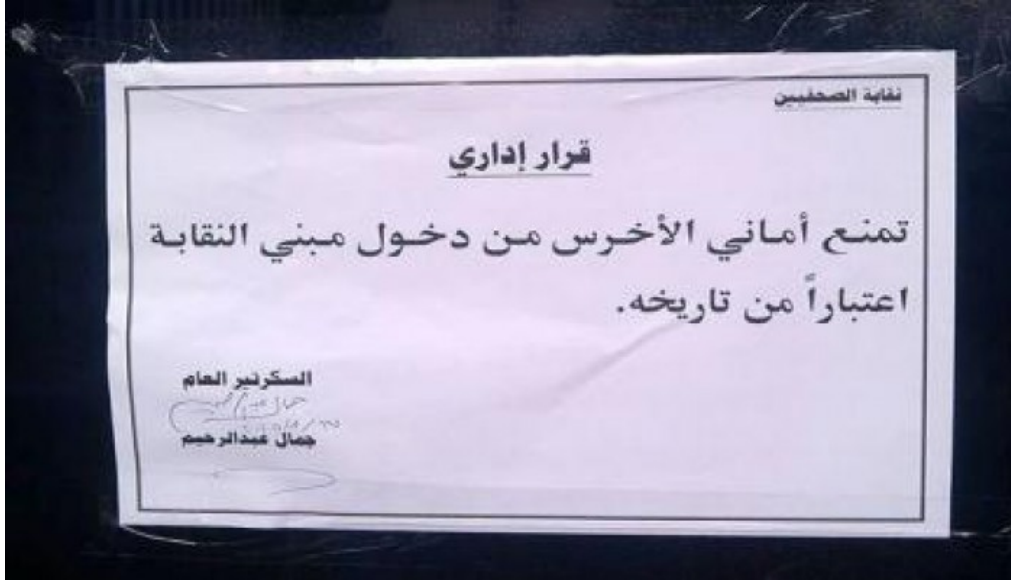 نقابة الصحفيين
قرار إداري
تمنع أماني الأخرس من دخول مبني النقابة
اعتباراً من تاريخه.
السكرتير العام
جمال عبدالرحيم